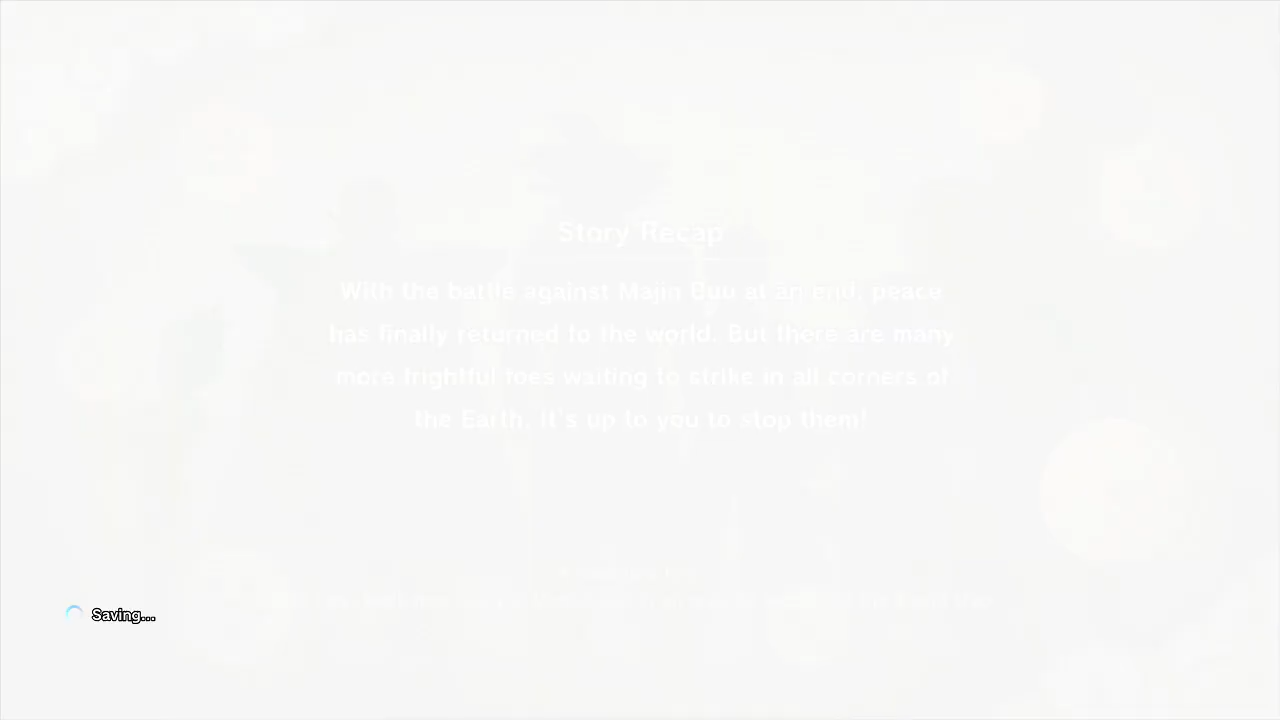 Story Recap
With the battle against Majin Buu at an end, peace
has finally returned to the world. But there are many
more frightful foes waiting to strike in all corners of
the Earth. It's up to you to stop them!
Saving...